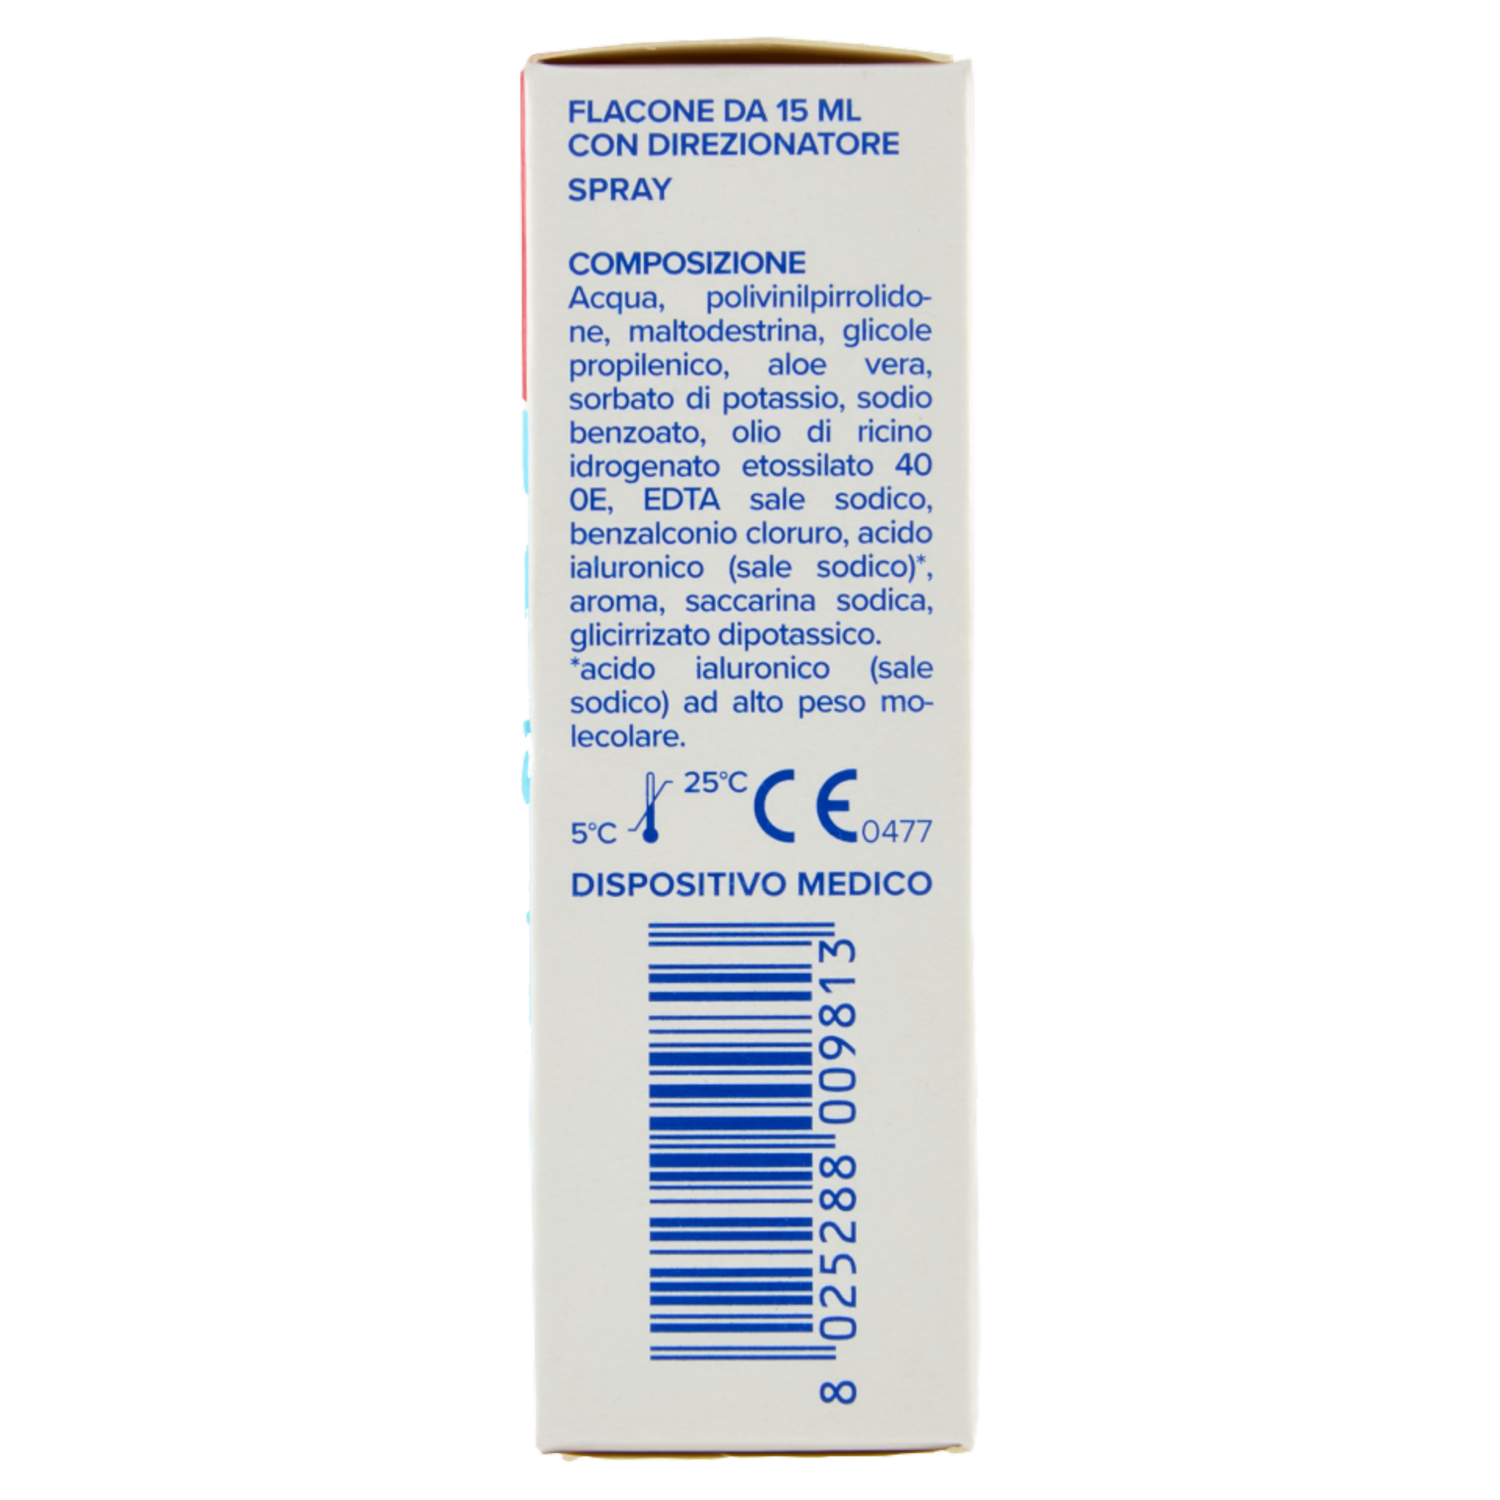 FLACONE DA 15 ML
CON DIREZIONATORE
SPRAY
COMPOSIZIONE
Acqua, polivinilpirrolido-
ne, maltodestrina, glicole
propilenico, aloe vera,
sorbato di potassio, sodio
benzoato, olio di ricino
idrogenato etossilato 40
0E, EDTA sale sodico,
benzalconio cloruro, acido
ialuronico (sale sodico)*,
aroma, saccarina sodica,
glicirrizato dipotassico.
*acido ialuronico (sale
sodico) ad alto peso mo-
lecolare.
5°C 25°C CE 0477
DISPOSITIVO MEDICO
8 025288 009813